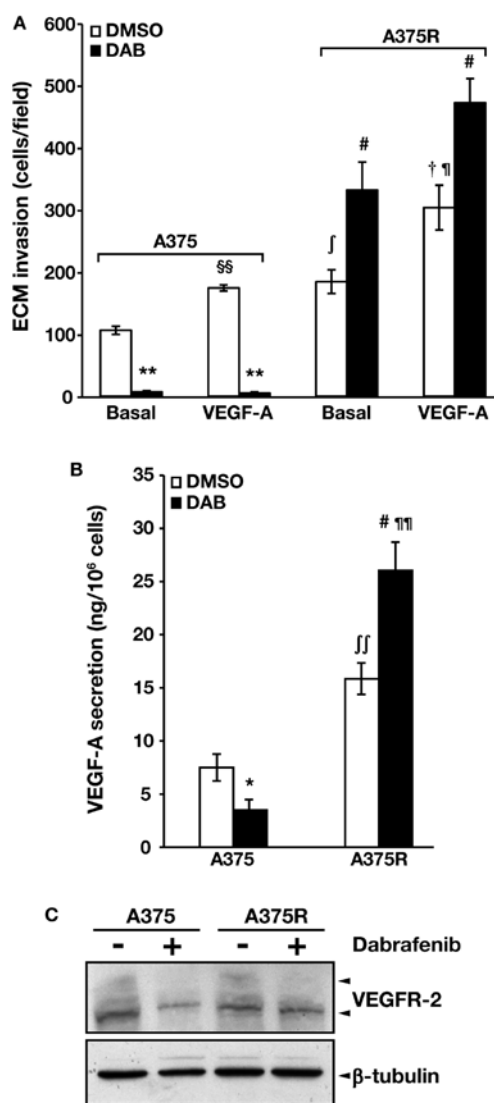 A
DMSO
DAB
A375R
A375
ECM invasion (cells/field)
600
500
400
300
200
100
0
§§
**
**
∫
#
† ¶
#
Basal VEGF-A Basal VEGF-A
B
DMSO
DAB
VEGF-A secretion (ng/10⁶ cells)
35
30
25
20
15
10
5
0
*
∫∫
# ¶¶
A375 A375R
C
A375 A375R
- + - + Dabrafenib
VEGFR-2
β-tubulin